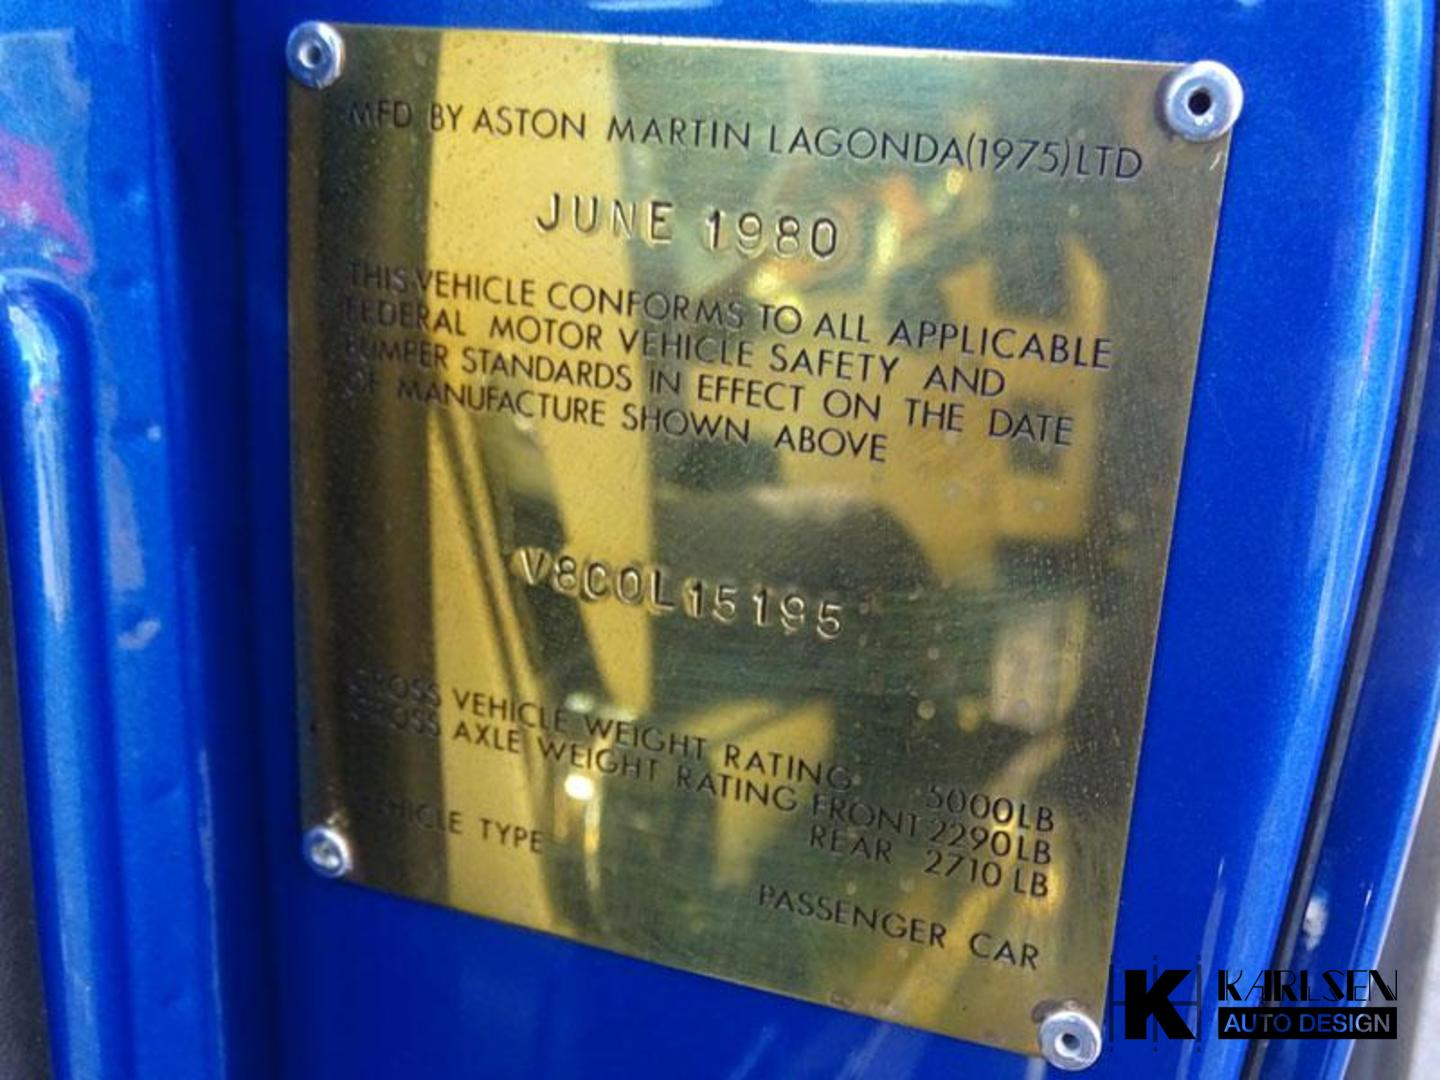 MFD BY ASTON MARTIN LAGONDA(1975)LTD
JUNE 1980
THIS VEHICLE CONFORMS TO ALL APPLICABLE
FEDERAL MOTOR VEHICLE SAFETY AND
BUMPER STANDARDS IN EFFECT ON THE DATE
OF MANUFACTURE SHOWN ABOVE
V8COL15195
GROSS VEHICLE WEIGHT RATING 5000LB
GROSS AXLE WEIGHT RATING FRONT 2290LB
REAR 2710 LB
VEHICLE TYPE
PASSENGER CAR
K KARLSEN
AUTO DESIGN